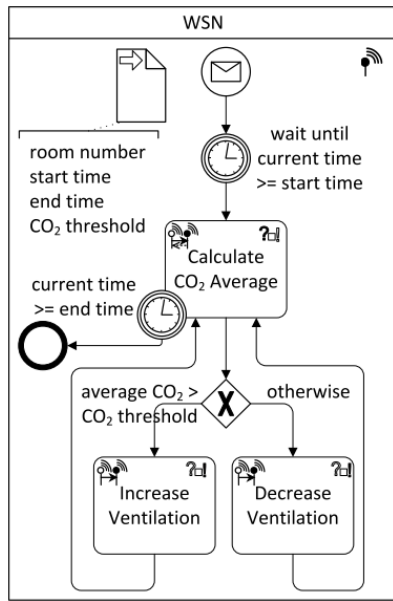 WSN
wait until
current time
>= start time
room number
start time
end time
CO₂ threshold
?!
Calculate
CO₂ Average
current time
>= end time
average CO₂ >
CO₂ threshold
X
otherwise
?!
Increase
Ventilation
?!
Decrease
Ventilation